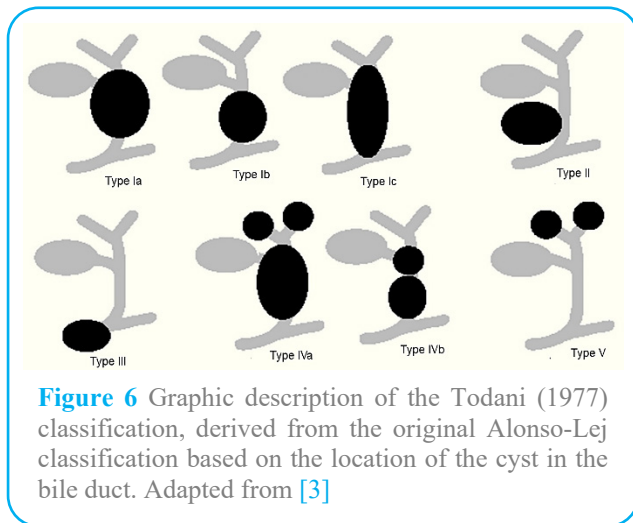 Type Ia
Type Ib
Type Ic
Type II
Type III
Type IVa
Type IVb
Type V
Figure 6 Graphic description of the Todani (1977)
classification, derived from the original Alonso-Lej
classification based on the location of the cyst in the
bile duct. Adapted from [3]